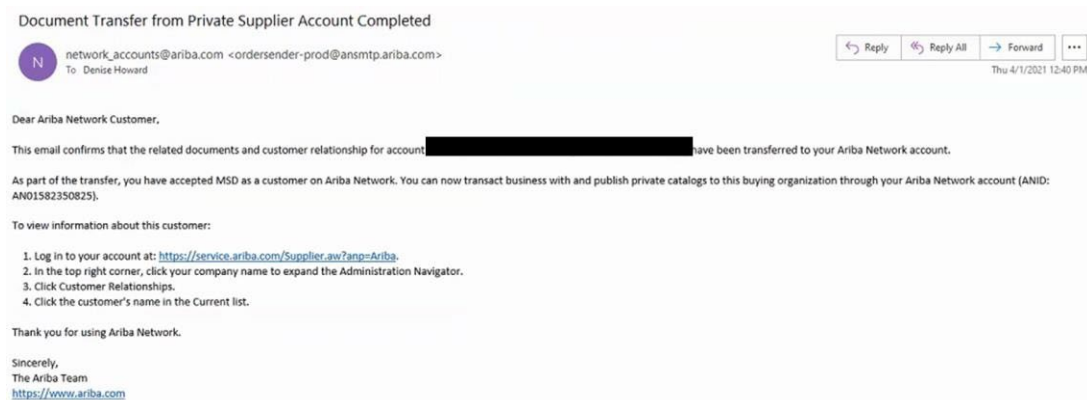 Document Transfer from Private Supplier Account Completed
N
network_accounts@ariba.com <ordersender-prod@ansmtp.ariba.com>
To Denise Howard
Reply
Reply All
Forward
...
Thu 4/1/2021 12:40 PM
Dear Ariba Network Customer,
This email confirms that the related documents and customer relationship for account have been transferred to your Ariba Network account.
As part of the transfer, you have accepted MSD as a customer on Ariba Network. You can now transact business with and publish private catalogs to this buying organization through your Ariba Network account (ANID:
AN01582350825).
To view information about this customer:
1. Log in to your account at: https://service.ariba.com/Supplier.aw?anp=Ariba.
2. In the top right corner, click your company name to expand the Administration Navigator.
3. Click Customer Relationships.
4. Click the customer's name in the Current list.
Thank you for using Ariba Network.
Sincerely,
The Ariba Team
https://www.ariba.com